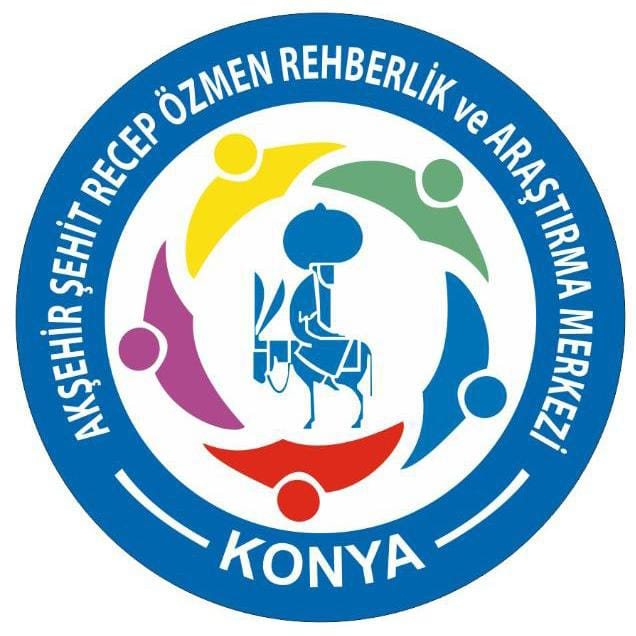 AKŞEHİR ŞEHİT RECEP ÖZMEN REHBERLİK ve ARAŞTIRMA MERKEZİ
KONYA